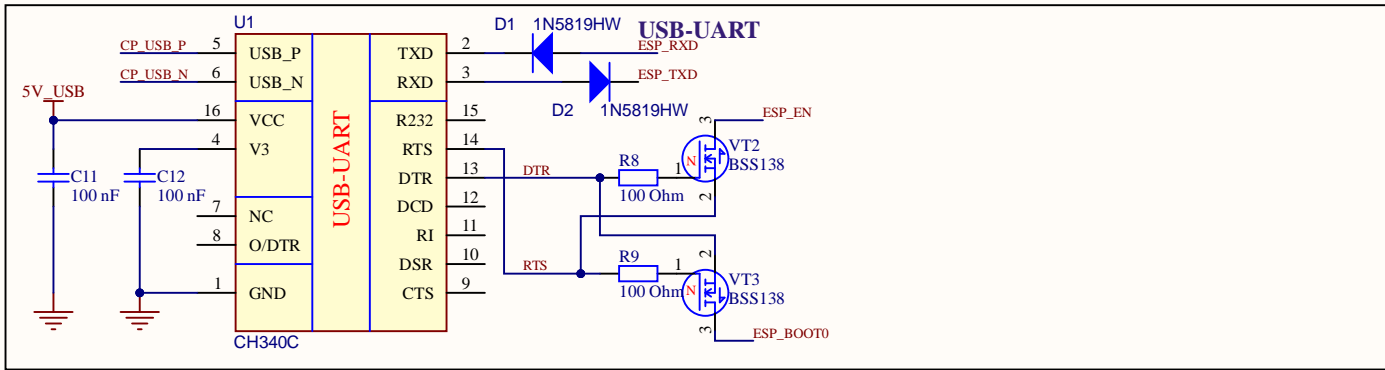 USB-UART
U1
D1 1N5819HW
CP_USB_P 5 USB_P TXD 2 ESP_RXD
CP_USB_N 6 USB_N RXD 3 ESP_TXD
D2 1N5819HW
5V_USB
16 VCC R232 15
4 V3 RTS 14
DTR 13 DTR
DCD 12
7 NC RI 11
8 O/DTR DSR 10
1 GND CTS 9
USB-UART
CH340C
C11
100 nF
C12
100 nF
R8
100 Ohm
ESP_EN
3
1
N
2
VT2
BSS138
RTS
R9
100 Ohm
2
1
N
3
VT3
BSS138
ESP_BOOT0